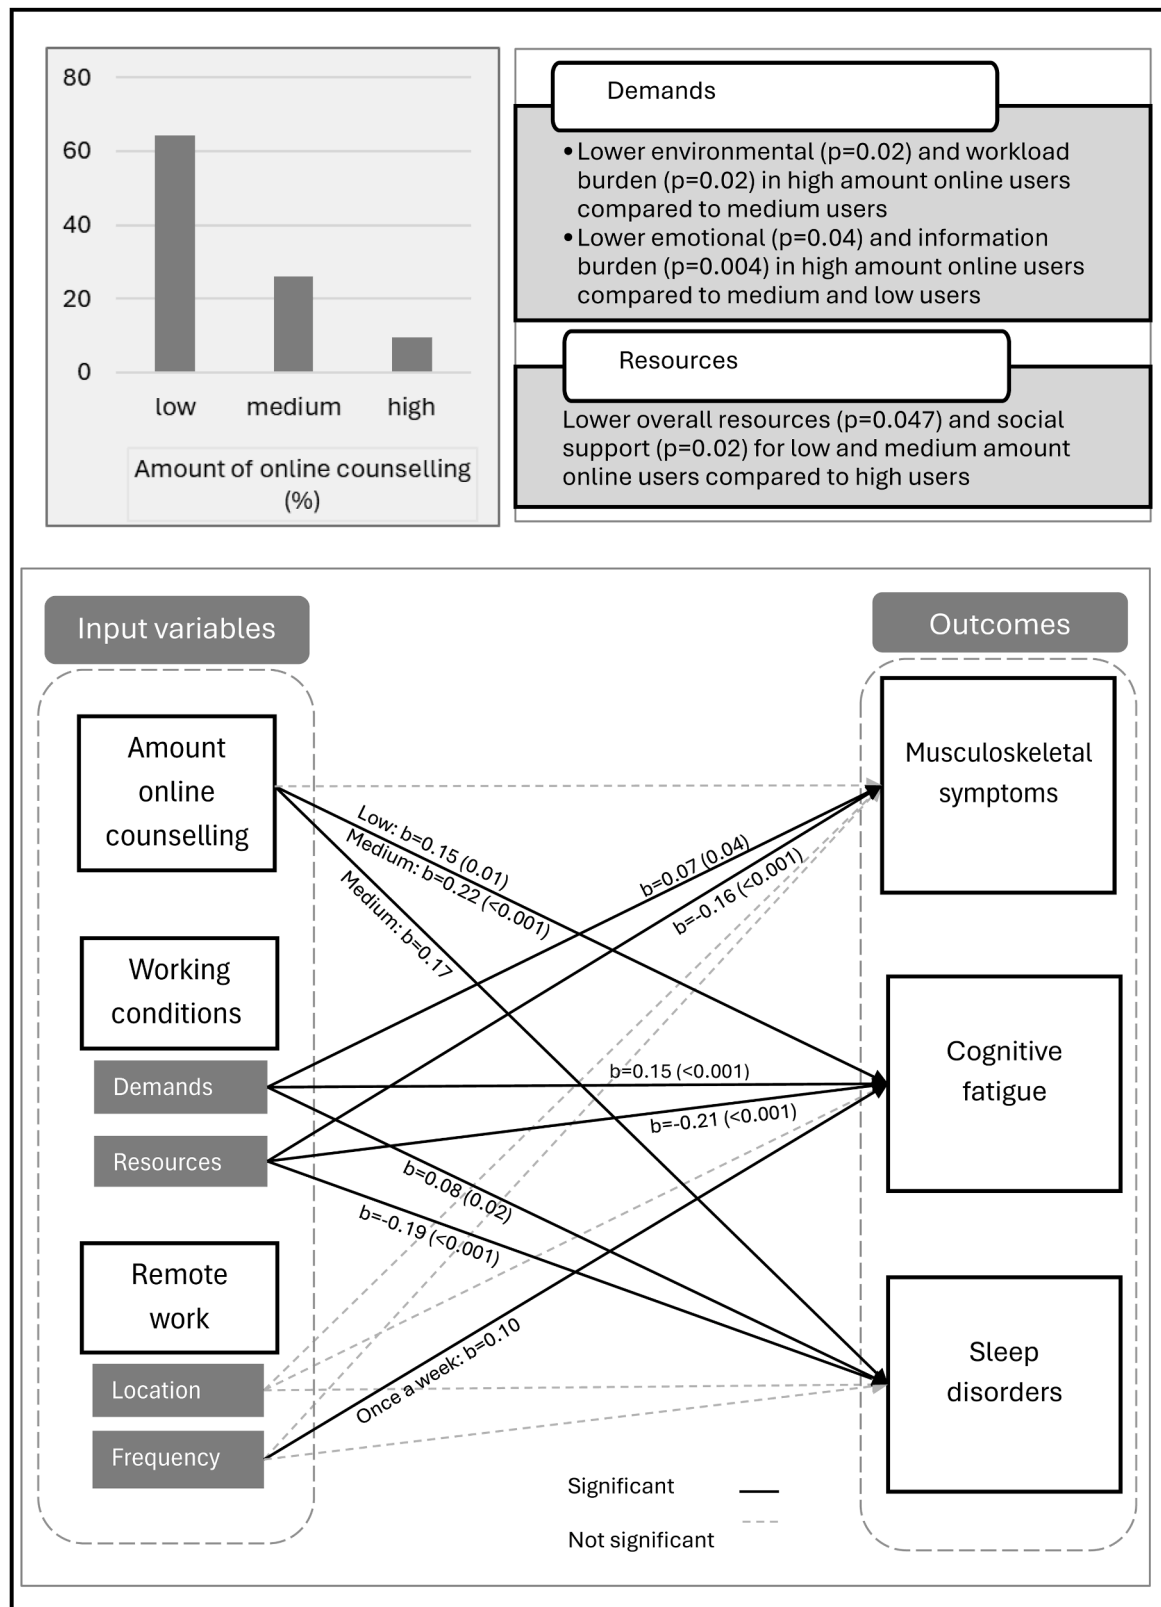 80
60
40
20
0
low medium high
Amount of online counselling
(%)
Demands
•Lower environmental (p=0.02) and workload
burden (p=0.02) in high amount online users
compared to medium users
•Lower emotional (p=0.04) and information
burden (p=0.004) in high amount online users
compared to medium and low users
Resources
Lower overall resources (p=0.047) and social
support (p=0.02) for low and medium amount
online users compared to high users
Input variables
Outcomes
Amount
online
counselling
Working
conditions
Demands
Resources
Remote
work
Location
Frequency
Low: b=0.15 (0.01)
Medium: b=0.22 (<0.001)
Medium: b=0.17
b=0.07 (0.04)
b=-0.16 (<0.001)
b=0.15 (<0.001)
b=-0.21 (<0.001)
b=0.08 (0.02)
b=-0.19 (<0.001)
Once a week: b=0.10
Musculoskeletal
symptoms
Cognitive
fatigue
Sleep
disorders
Significant
Not significant